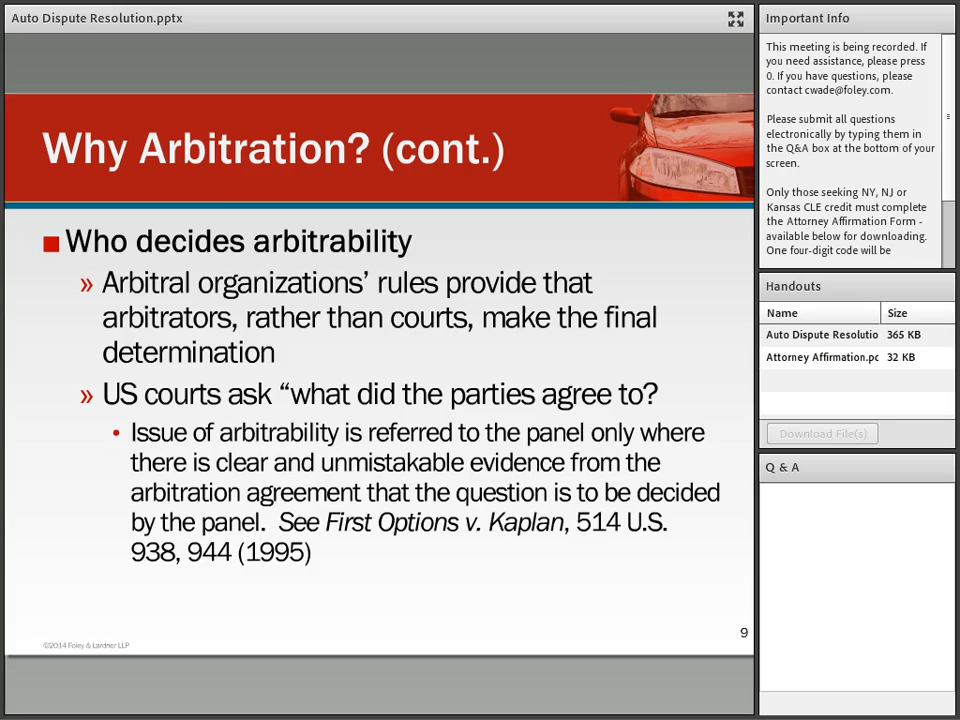 Auto Dispute Resolution.pptx
Why Arbitration? (cont.)
Who decides arbitrability
» Arbitral organizations’ rules provide that
arbitrators, rather than courts, make the final
determination
» US courts ask “what did the parties agree to?
• Issue of arbitrability is referred to the panel only where
there is clear and unmistakable evidence from the
arbitration agreement that the question is to be decided
by the panel. See First Options v. Kaplan, 514 U.S.
938, 944 (1995)
9
©2014 Foley & Lardner LLP
Important Info
This meeting is being recorded. If
you need assistance, please press
0. If you have questions, please
contact cwade@foley.com.
Please submit all questions
electronically by typing them in
the Q&A box at the bottom of your
screen.
Only those seeking NY, NJ or
Kansas CLE credit must complete
the Attorney Affirmation Form -
available below for downloading.
One four-digit code will be
Handouts
Name Size
Auto Dispute Resolutio 365 KB
Attorney Affirmation.pc 32 KB
Download File(s)
Q & A